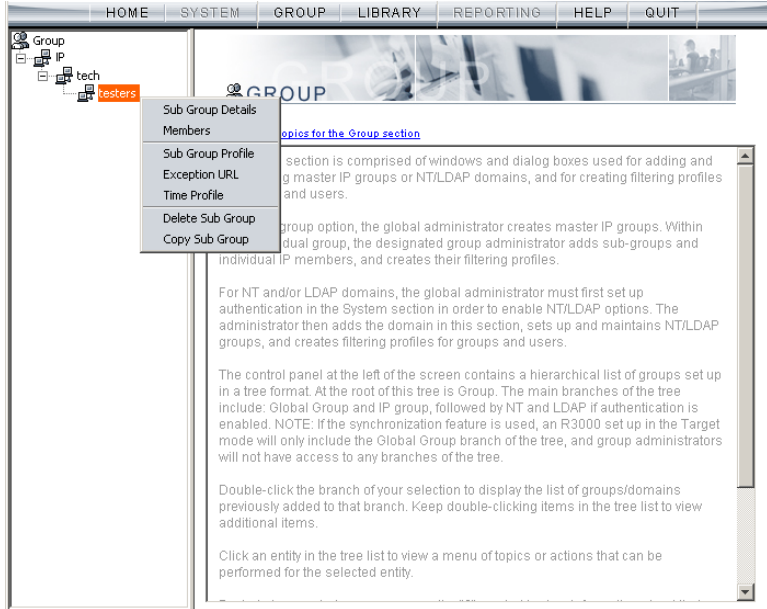 HOME SYSTEM GROUP LIBRARY REPORTING HELP QUIT
Group
IP
tech
testers
GROUP
GROUP
Sub Group Details
Members
Sub Group Profile
Exception URL
Time Profile
Delete Sub Group
Copy Sub Group
opics for the Group section
section is comprised of windows and dialog boxes used for adding and
g master IP groups or NT/LDAP domains, and for creating filtering profiles
and users.
group option, the global administrator creates master IP groups. Within
dual group, the designated group administrator adds sub-groups and
individual IP members, and creates their filtering profiles.
For NT and/or LDAP domains, the global administrator must first set up
authentication in the System section in order to enable NT/LDAP options. The
administrator then adds the domain in this section, sets up and maintains NT/LDAP
groups, and creates filtering profiles for groups and users.
The control panel at the left of the screen contains a hierarchical list of groups set up
in a tree format. At the root of this tree is Group. The main branches of the tree
include: Global Group and IP group, followed by NT and LDAP if authentication is
enabled. NOTE: If the synchronization feature is used, an R3000 set up in the Target
mode will only include the Global Group branch of the tree, and group administrators
will not have access to any branches of the tree.
Double-click the branch of your selection to display the list of groups/domains
previously added to that branch. Keep double-clicking items in the tree list to view
additional items.
Click an entity in the tree list to view a menu of topics or actions that can be
performed for the selected entity.